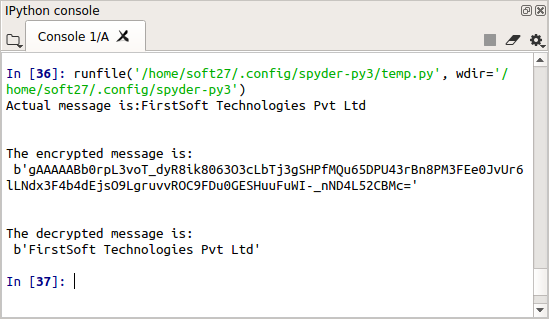 IPython console
Console 1/A
In [36]: runfile('/home/soft27/.config/spyder-py3/temp.py', wdir='/
home/soft27/.config/spyder-py3')
Actual message is:FirstSoft Technologies Pvt Ltd
The encrypted message is:
b'gAAAAABb0rpL3voT_dyR8ik8063O3cLbTj3gSHPfMQu65DPU43rBn8PM3FEe0JvUr6
lLNdx3F4b4dEjsO9LgruvvROC9FDu0GESHuuFuWI-_nND4L52CBMc='
The decrypted message is:
b'FirstSoft Technologies Pvt Ltd'
In [37]: